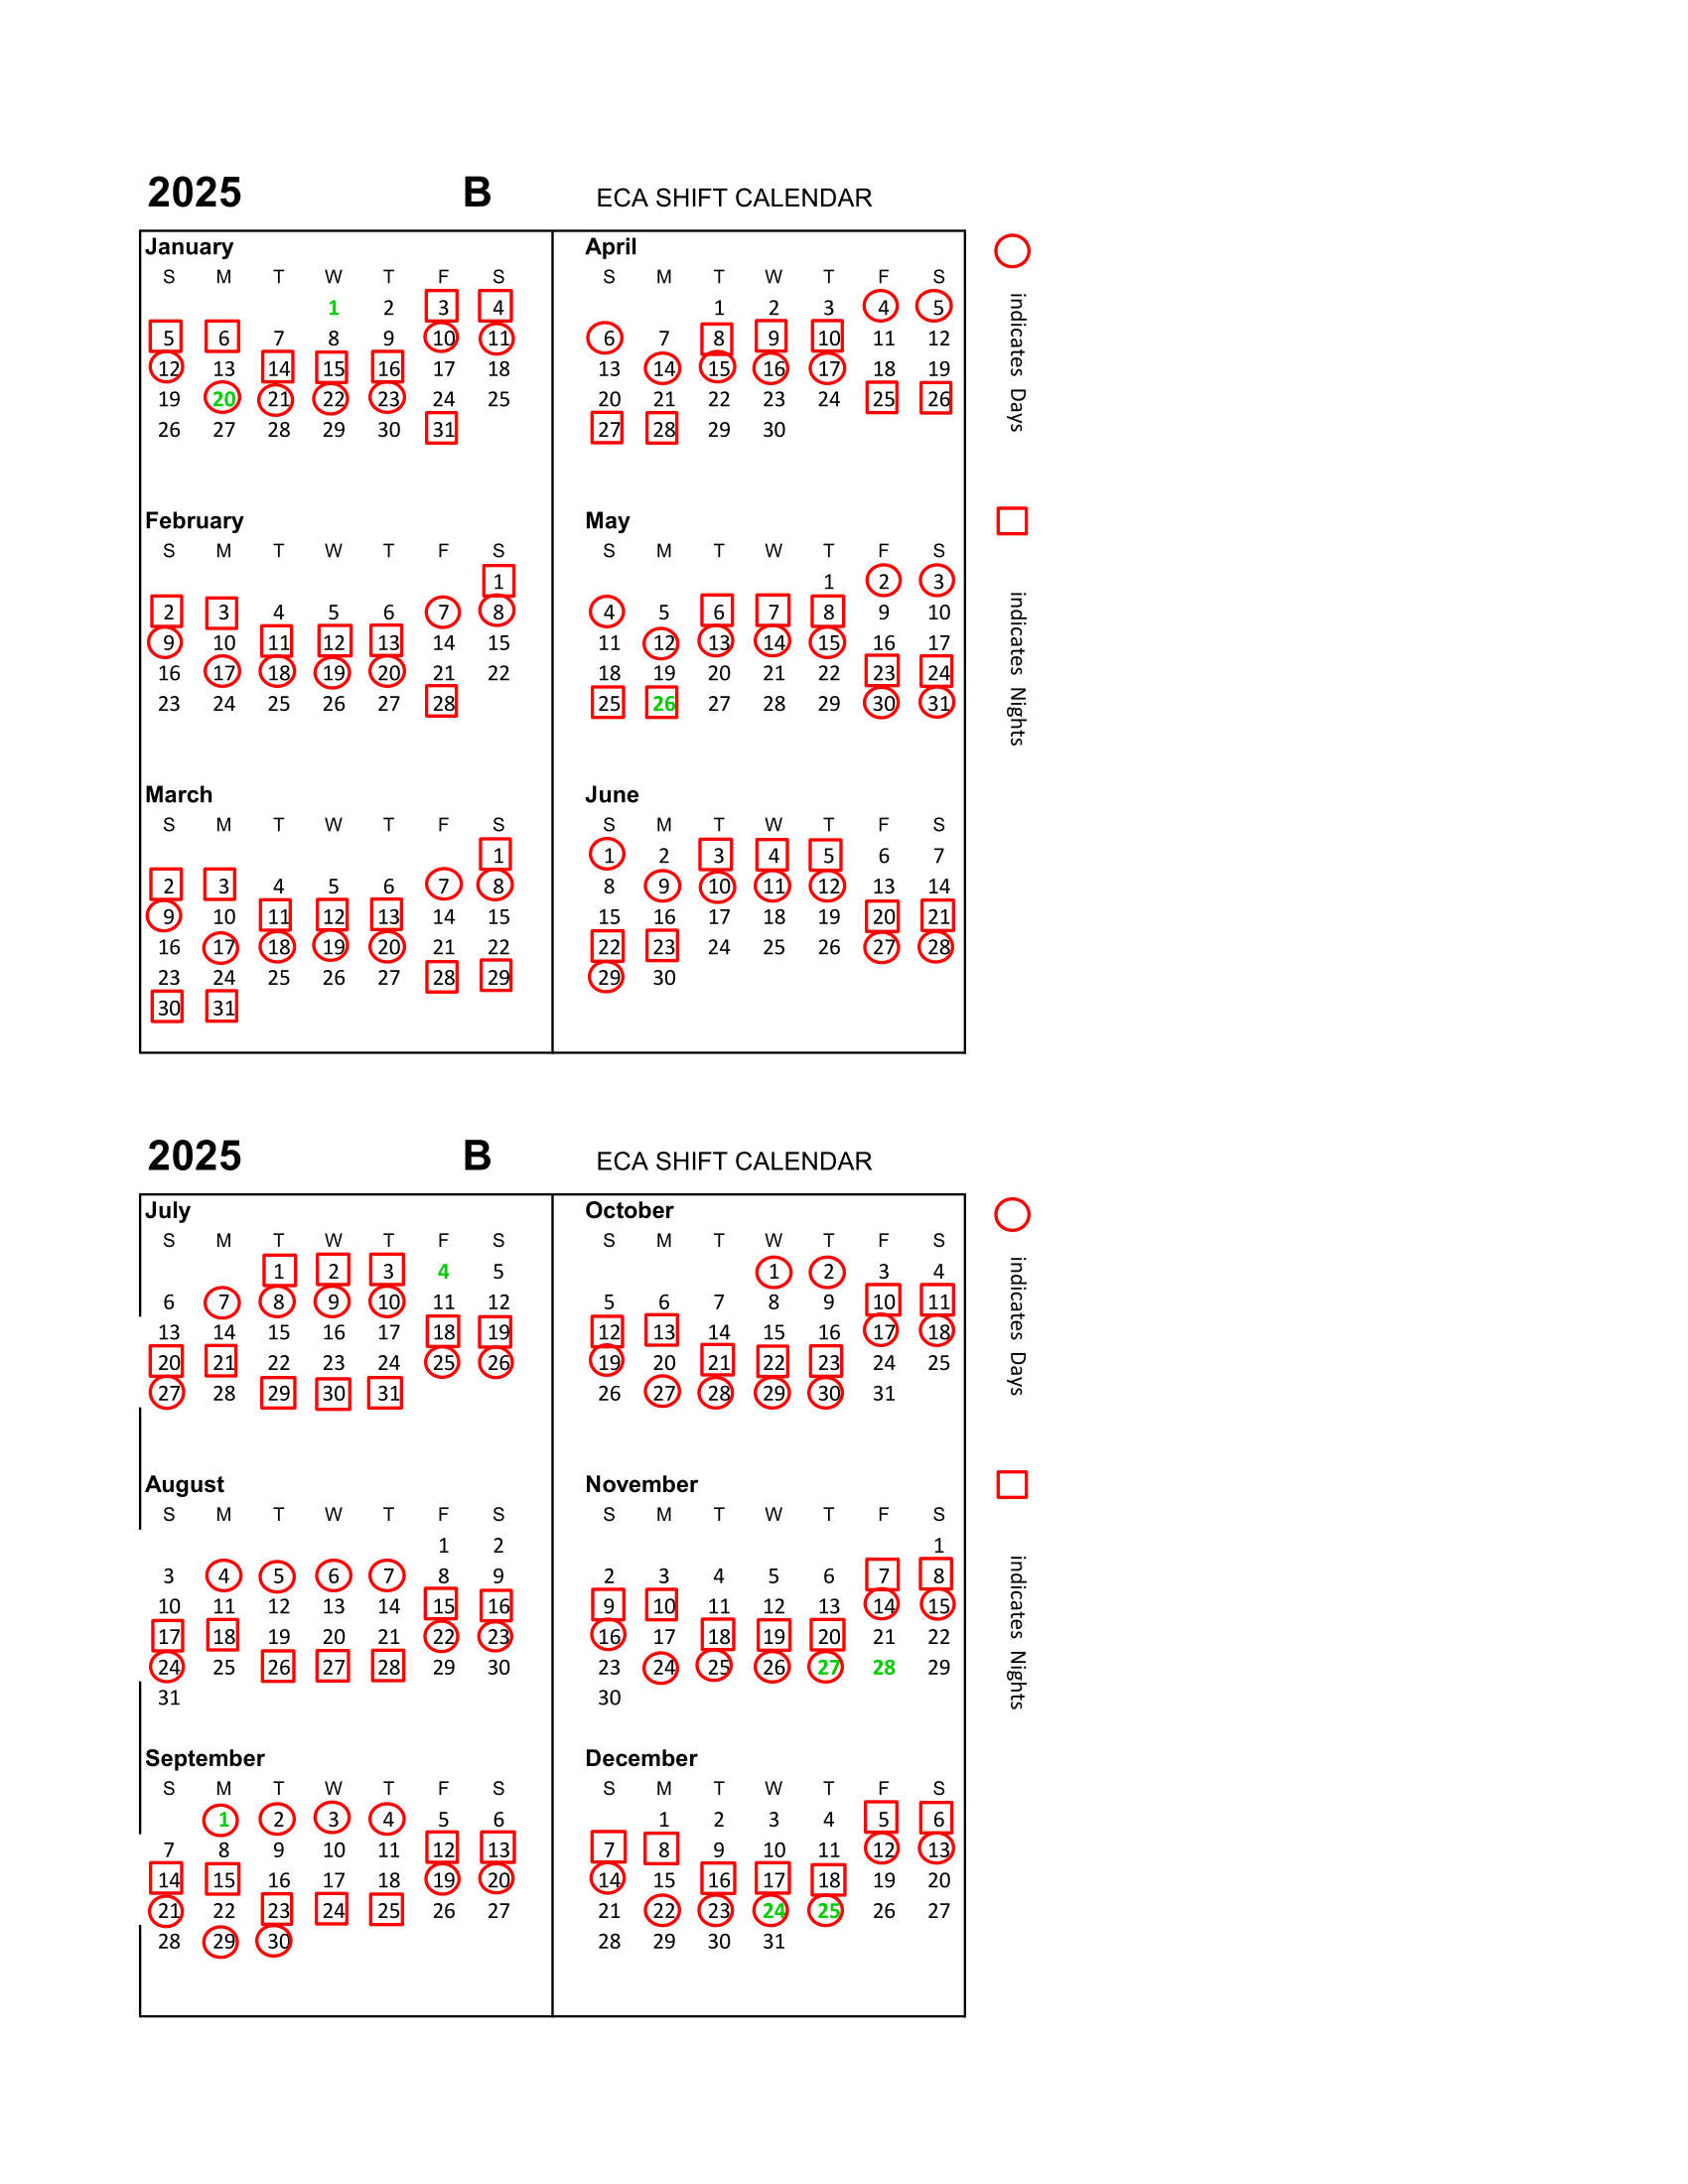 2025 B ECA SHIFT CALENDAR
January
S M T W T F S
1 2 3 4
5 6 7 8 9 10 11
12 13 14 15 16 17 18
19 20 21 22 23 24 25
26 27 28 29 30 31
February
S M T W T F S
1
2 3 4 5 6 7 8
9 10 11 12 13 14 15
16 17 18 19 20 21 22
23 24 25 26 27 28
March
S M T W T F S
1
2 3 4 5 6 7 8
9 10 11 12 13 14 15
16 17 18 19 20 21 22
23 24 25 26 27 28 29
30 31
April
S M T W T F S
1 2 3 4 5
6 7 8 9 10 11 12
13 14 15 16 17 18 19
20 21 22 23 24 25 26
27 28 29 30
May
S M T W T F S
1 2 3
4 5 6 7 8 9 10
11 12 13 14 15 16 17
18 19 20 21 22 23 24
25 26 27 28 29 30 31
June
S M T W T F S
1 2 3 4 5 6 7
8 9 10 11 12 13 14
15 16 17 18 19 20 21
22 23 24 25 26 27 28
29 30
indicates Days
indicates Nights
2025 B ECA SHIFT CALENDAR
July
S M T W T F S
1 2 3 4 5
6 7 8 9 10 11 12
13 14 15 16 17 18 19
20 21 22 23 24 25 26
27 28 29 30 31
August
S M T W T F S
1 2
3 4 5 6 7 8 9
10 11 12 13 14 15 16
17 18 19 20 21 22 23
24 25 26 27 28 29 30
31
September
S M T W T F S
1 2 3 4 5 6
7 8 9 10 11 12 13
14 15 16 17 18 19 20
21 22 23 24 25 26 27
28 29 30
October
S M T W T F S
1 2 3 4
5 6 7 8 9 10 11
12 13 14 15 16 17 18
19 20 21 22 23 24 25
26 27 28 29 30 31
November
S M T W T F S
1
2 3 4 5 6 7 8
9 10 11 12 13 14 15
16 17 18 19 20 21 22
23 24 25 26 27 28 29
30
December
S M T W T F S
1 2 3 4 5 6
7 8 9 10 11 12 13
14 15 16 17 18 19 20
21 22 23 24 25 26 27
28 29 30 31
indicates Days
indicates Nights